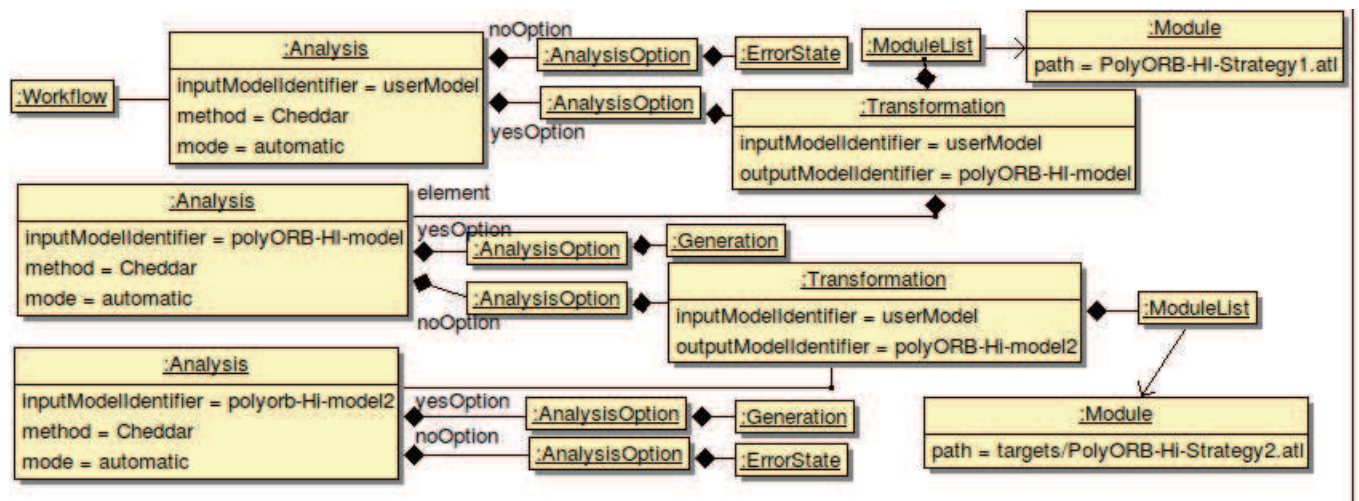 noOption
:Analysis
:AnalysisOption
:ErrorState
:ModuleList
:Module
path = PolyORB-HI-Strategy1.atl
:Workflow
inputModelIdentifier = userModel
method = Cheddar
mode = automatic
:AnalysisOption
yesOption
:Transformation
inputModelIdentifier = userModel
outputModelIdentifier = polyORB-HI-model
element
:Analysis
inputModelIdentifier = polyORB-HI-model
method = Cheddar
mode = automatic
yesOption
:AnalysisOption
:Generation
:AnalysisOption
noOption
:Transformation
inputModelIdentifier = userModel
outputModelIdentifier = polyORB-Hi-model2
:ModuleList
:Analysis
inputModelIdentifier = polyorb-Hi-model2
method = Cheddar
mode = automatic
yesOption
:AnalysisOption
:Generation
noOption
:AnalysisOption
:ErrorState
:Module
path = targets/PolyORB-Hi-Strategy2.atl